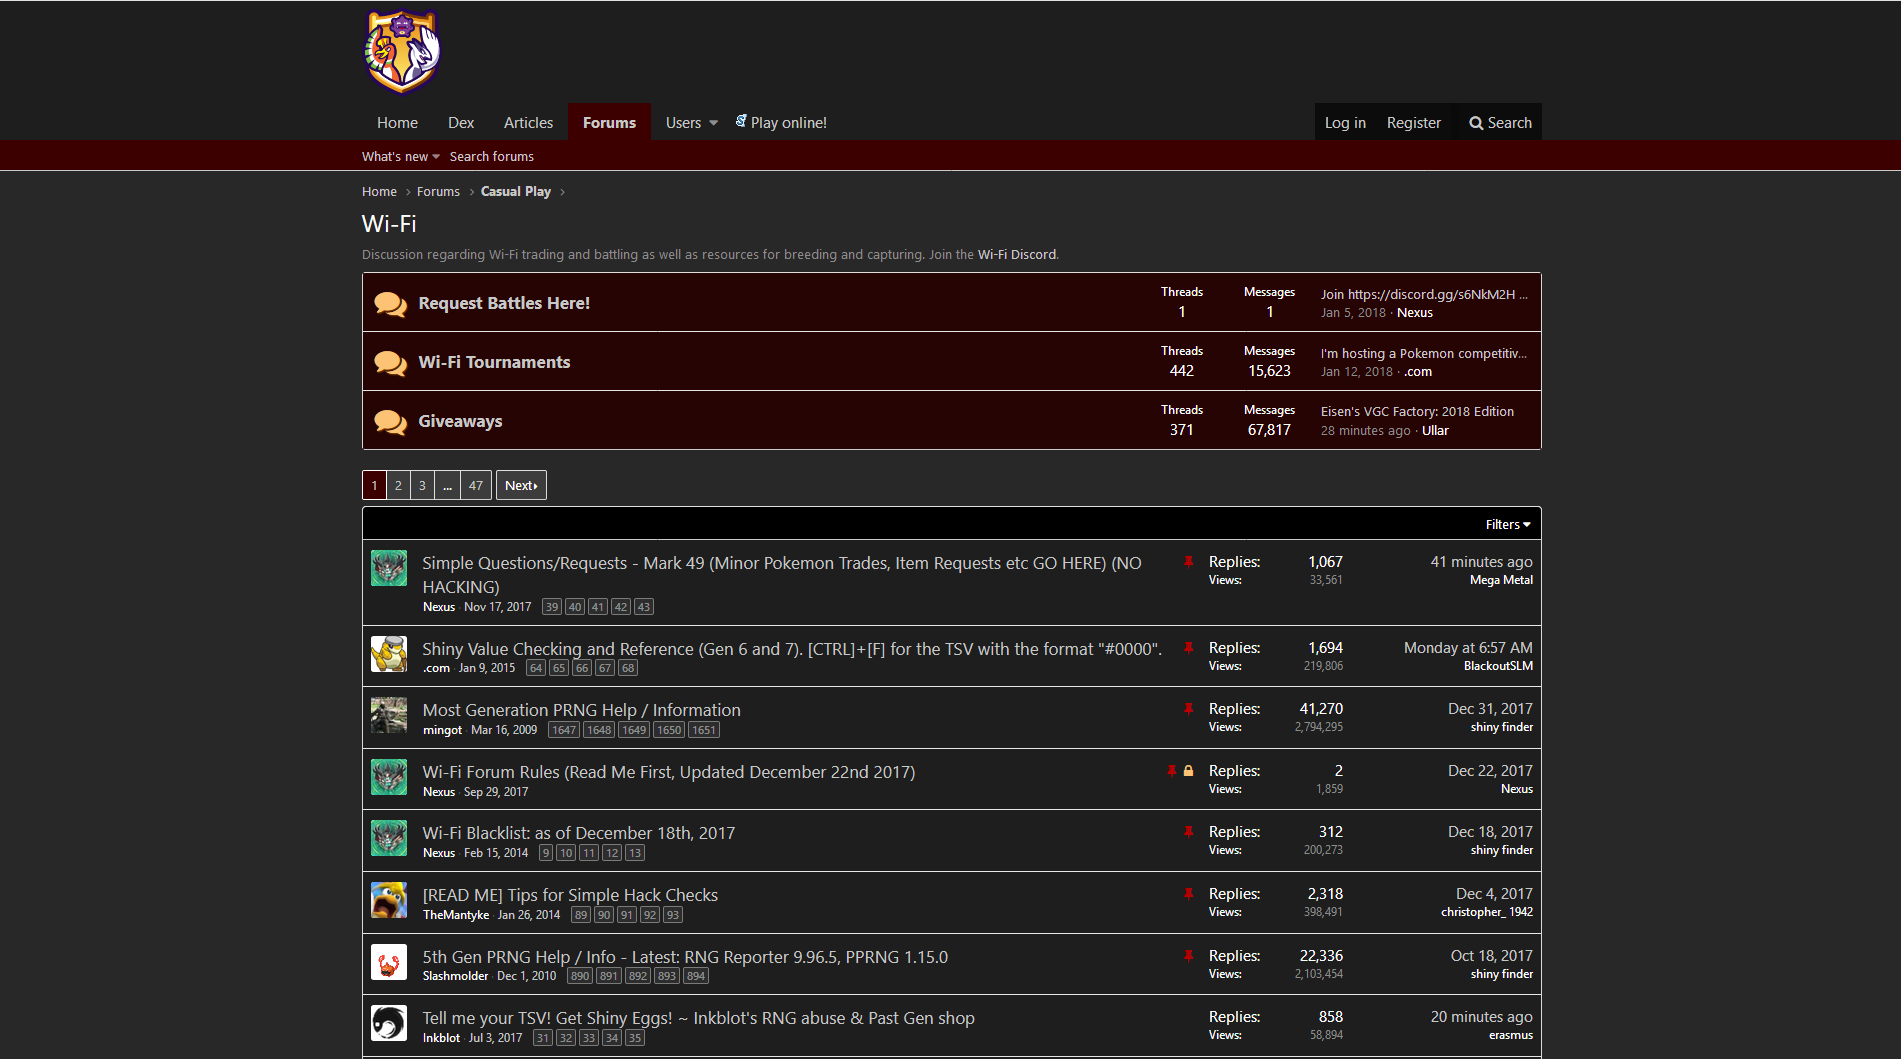 Home Dex Articles Forums Users Play online! Log in Register Search
What's new Search forums
Home Forums Casual Play
Wi-Fi
Discussion regarding Wi-Fi trading and battling as well as resources for breeding and capturing. Join the Wi-Fi Discord.
Request Battles Here! Threads 1 Messages 1 Join https://discord.gg/s6NkM2H ...
Jan 5, 2018 · Nexus
Wi-Fi Tournaments Threads 442 Messages 15,623 I'm hosting a Pokemon competitiv...
Jan 12, 2018 · .com
Giveaways Threads 371 Messages 67,817 Eisen's VGC Factory: 2018 Edition
28 minutes ago · Ullar
1 2 3 ... 47 Next
Filters
Simple Questions/Requests - Mark 49 (Minor Pokemon Trades, Item Requests etc GO HERE) (NO
HACKING)
Nexus · Nov 17, 2017 39 40 41 42 43
Replies: 1,067 41 minutes ago
Views: 33,561 Mega Metal
Shiny Value Checking and Reference (Gen 6 and 7). [CTRL]+[F] for the TSV with the format "#0000".
.com · Jan 9, 2015 64 65 66 67 68
Replies: 1,694 Monday at 6:57 AM
Views: 219,806 BlackoutSLM
Most Generation PRNG Help / Information
mingot · Mar 16, 2009 1647 1648 1649 1650 1651
Replies: 41,270 Dec 31, 2017
Views: 2,794,295 shiny finder
Wi-Fi Forum Rules (Read Me First, Updated December 22nd 2017)
Nexus · Sep 29, 2017
Replies: 2 Dec 22, 2017
Views: 1,859 Nexus
Wi-Fi Blacklist: as of December 18th, 2017
Nexus · Feb 15, 2014 9 10 11 12 13
Replies: 312 Dec 18, 2017
Views: 200,273 shiny finder
[READ ME] Tips for Simple Hack Checks
TheMantyke · Jan 26, 2014 89 90 91 92 93
Replies: 2,318 Dec 4, 2017
Views: 398,491 christopher_1942
5th Gen PRNG Help / Info - Latest: RNG Reporter 9.96.5, PPRNG 1.15.0
Slashmolder · Dec 1, 2010 890 891 892 893 894
Replies: 22,336 Oct 18, 2017
Views: 2,103,454 shiny finder
Tell me your TSV! Get Shiny Eggs! ~ Inkblot's RNG abuse & Past Gen shop
Inkblot · Jul 3, 2017 31 32 33 34 35
Replies: 858 20 minutes ago
Views: 58,894 erasmus